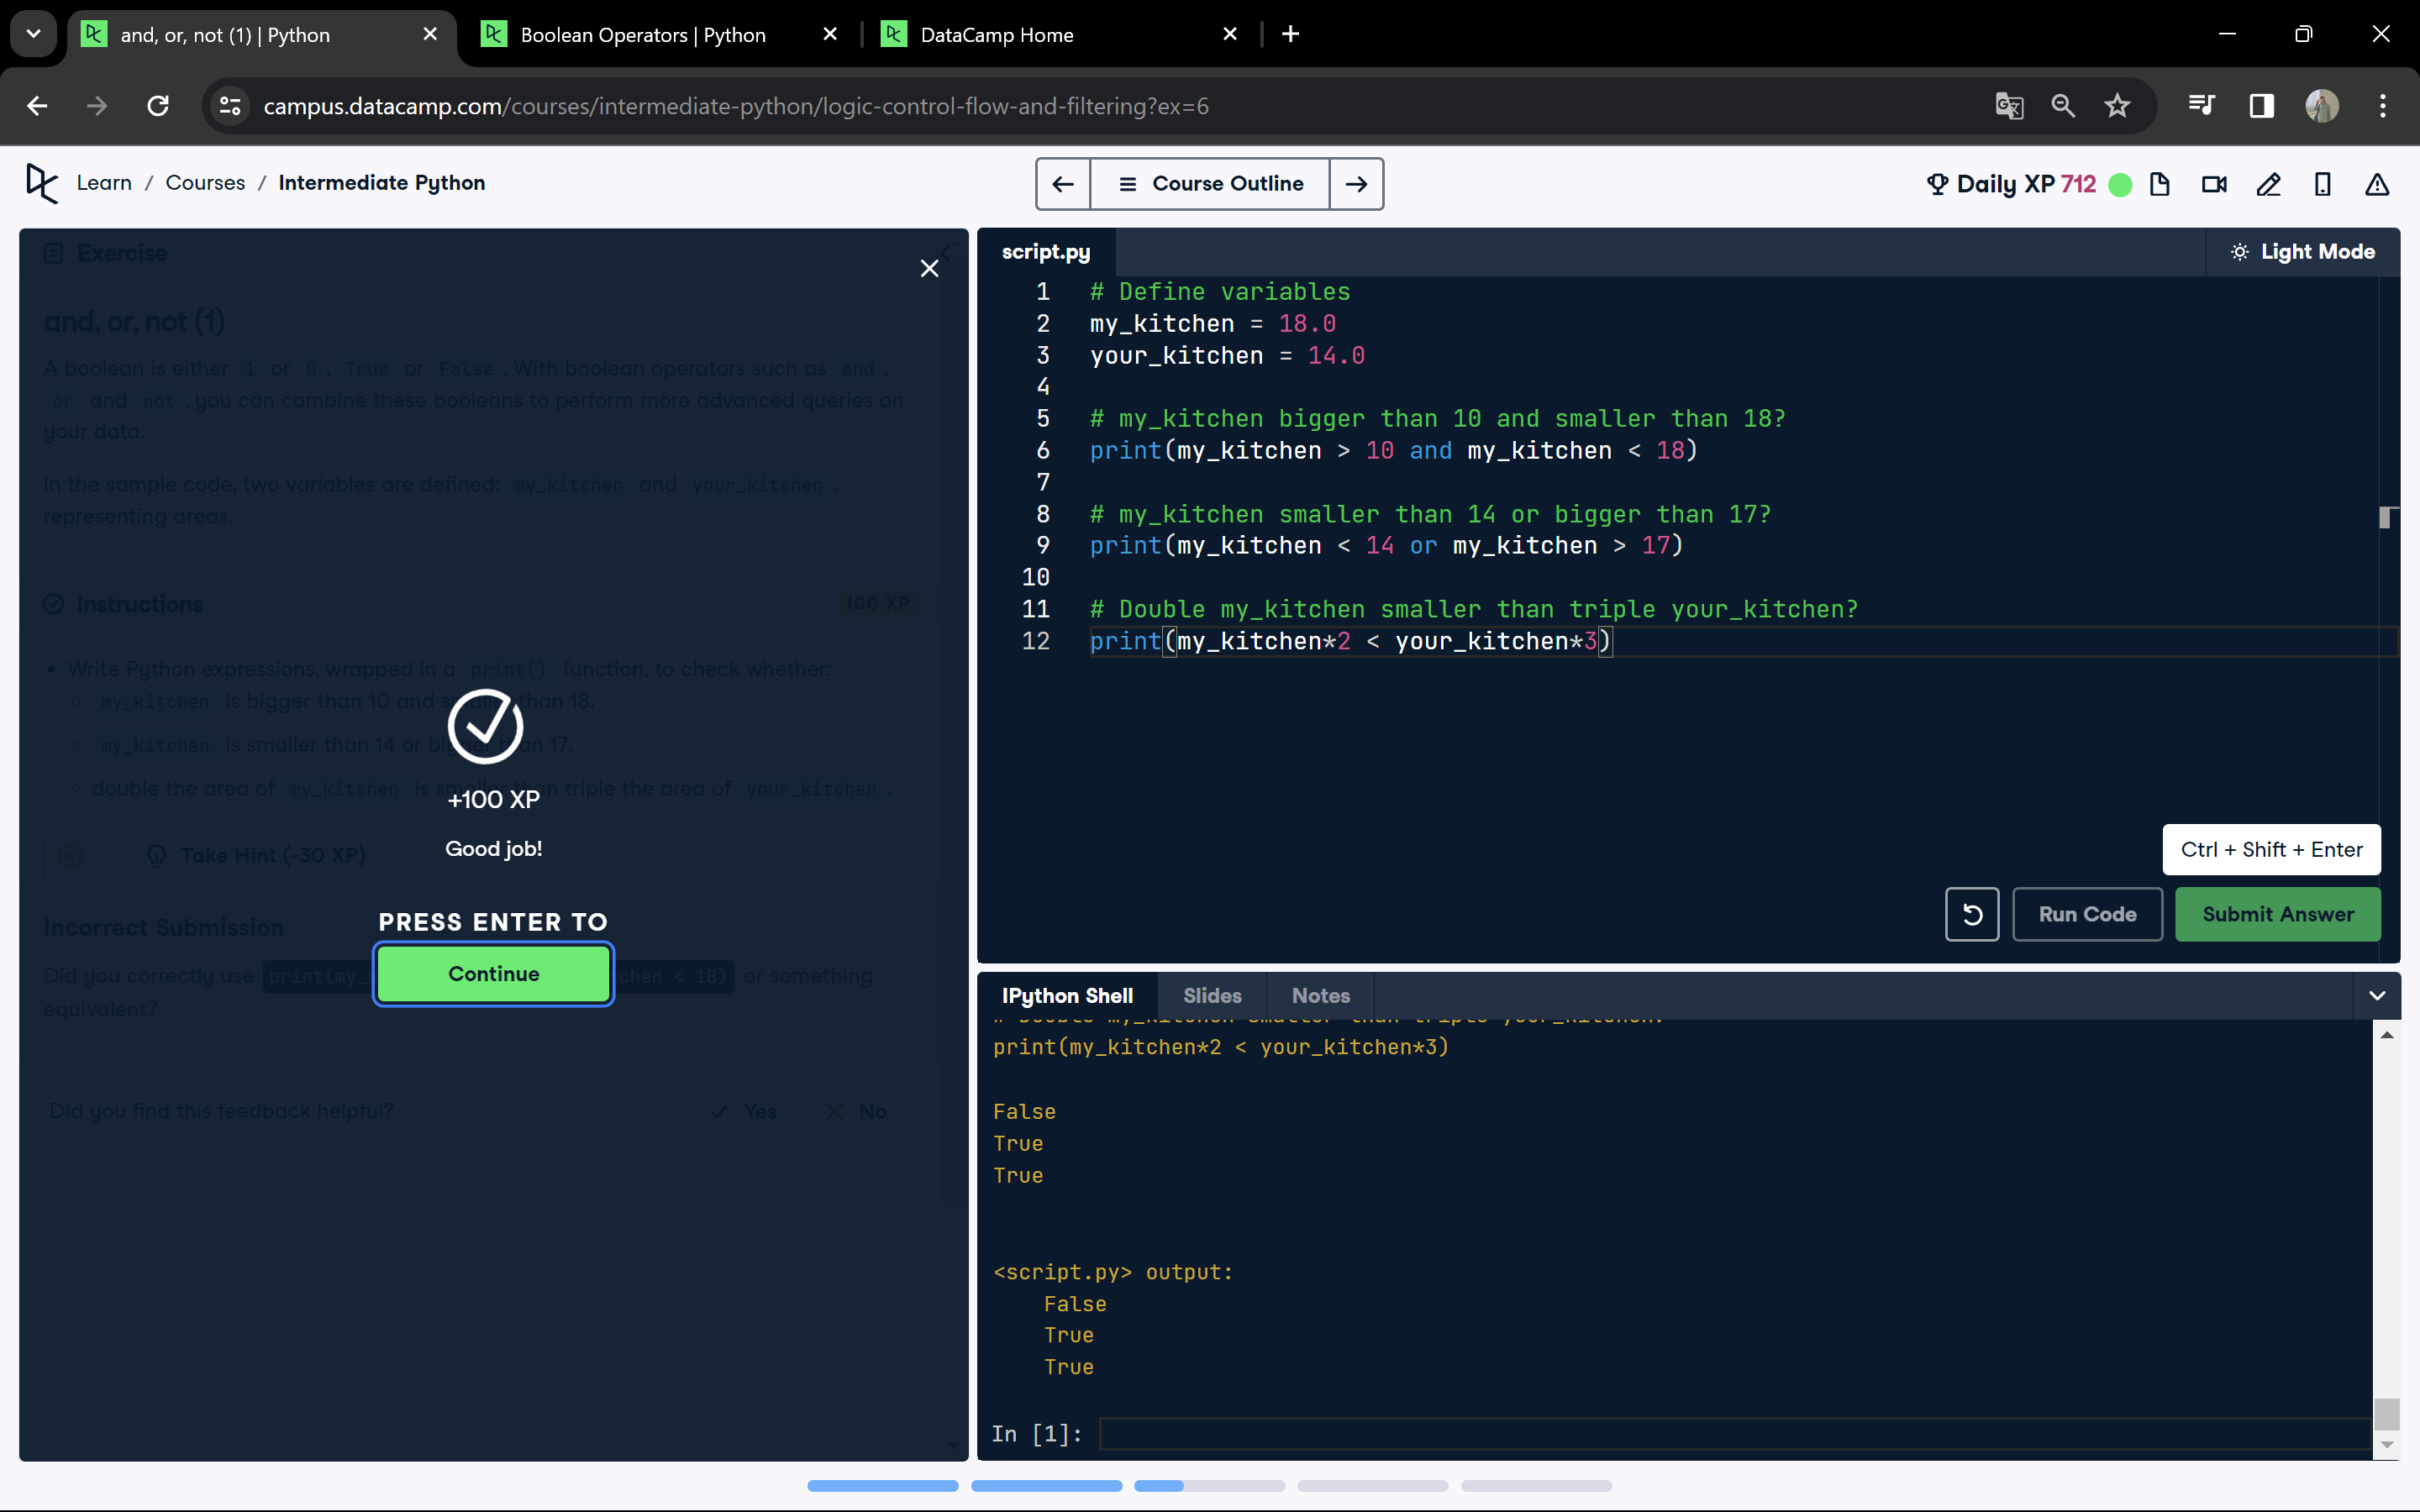 and, or, not (1) | Python
Boolean Operators | Python
DataCamp Home
campus.datacamp.com/courses/intermediate-python/logic-control-flow-and-filtering?ex=6
Learn / Courses / Intermediate Python
Course Outline
Daily XP 712
Exercise
and, or, not (1)
A boolean is either 1 or 0, True or False. With boolean operators such as and,
or and not, you can combine these booleans to perform more advanced queries on
your data.
In the sample code, two variables are defined: my_kitchen and your_kitchen,
representing areas.
Instructions
100 XP
• Write Python expressions, wrapped in a print() function, to check whether:
my_kitchen is bigger than 10 and smaller than 18.
my_kitchen is smaller than 14 or bigger than 17.
double the area of my_kitchen is smaller than triple the area of your_kitchen.
+100 XP
Good job!
Take Hint (-30 XP)
PRESS ENTER TO
Continue
Incorrect Submission
Did you correctly use print(my_ chen < 18) or something
equivalent?
Did you find this feedback helpful?
Yes
No
script.py
Light Mode
1 # Define variables
2 my_kitchen = 18.0
3 your_kitchen = 14.0
4
5 # my_kitchen bigger than 10 and smaller than 18?
6 print(my_kitchen > 10 and my_kitchen < 18)
7
8 # my_kitchen smaller than 14 or bigger than 17?
9 print(my_kitchen < 14 or my_kitchen > 17)
10
11 # Double my_kitchen smaller than triple your_kitchen?
12 print(my_kitchen*2 < your_kitchen*3)
Ctrl + Shift + Enter
Run Code
Submit Answer
IPython Shell
Slides
Notes
# Double my_kitchen smaller than triple your_kitchen?
print(my_kitchen*2 < your_kitchen*3)
False
True
True
<script.py> output:
False
True
True
In [1]: